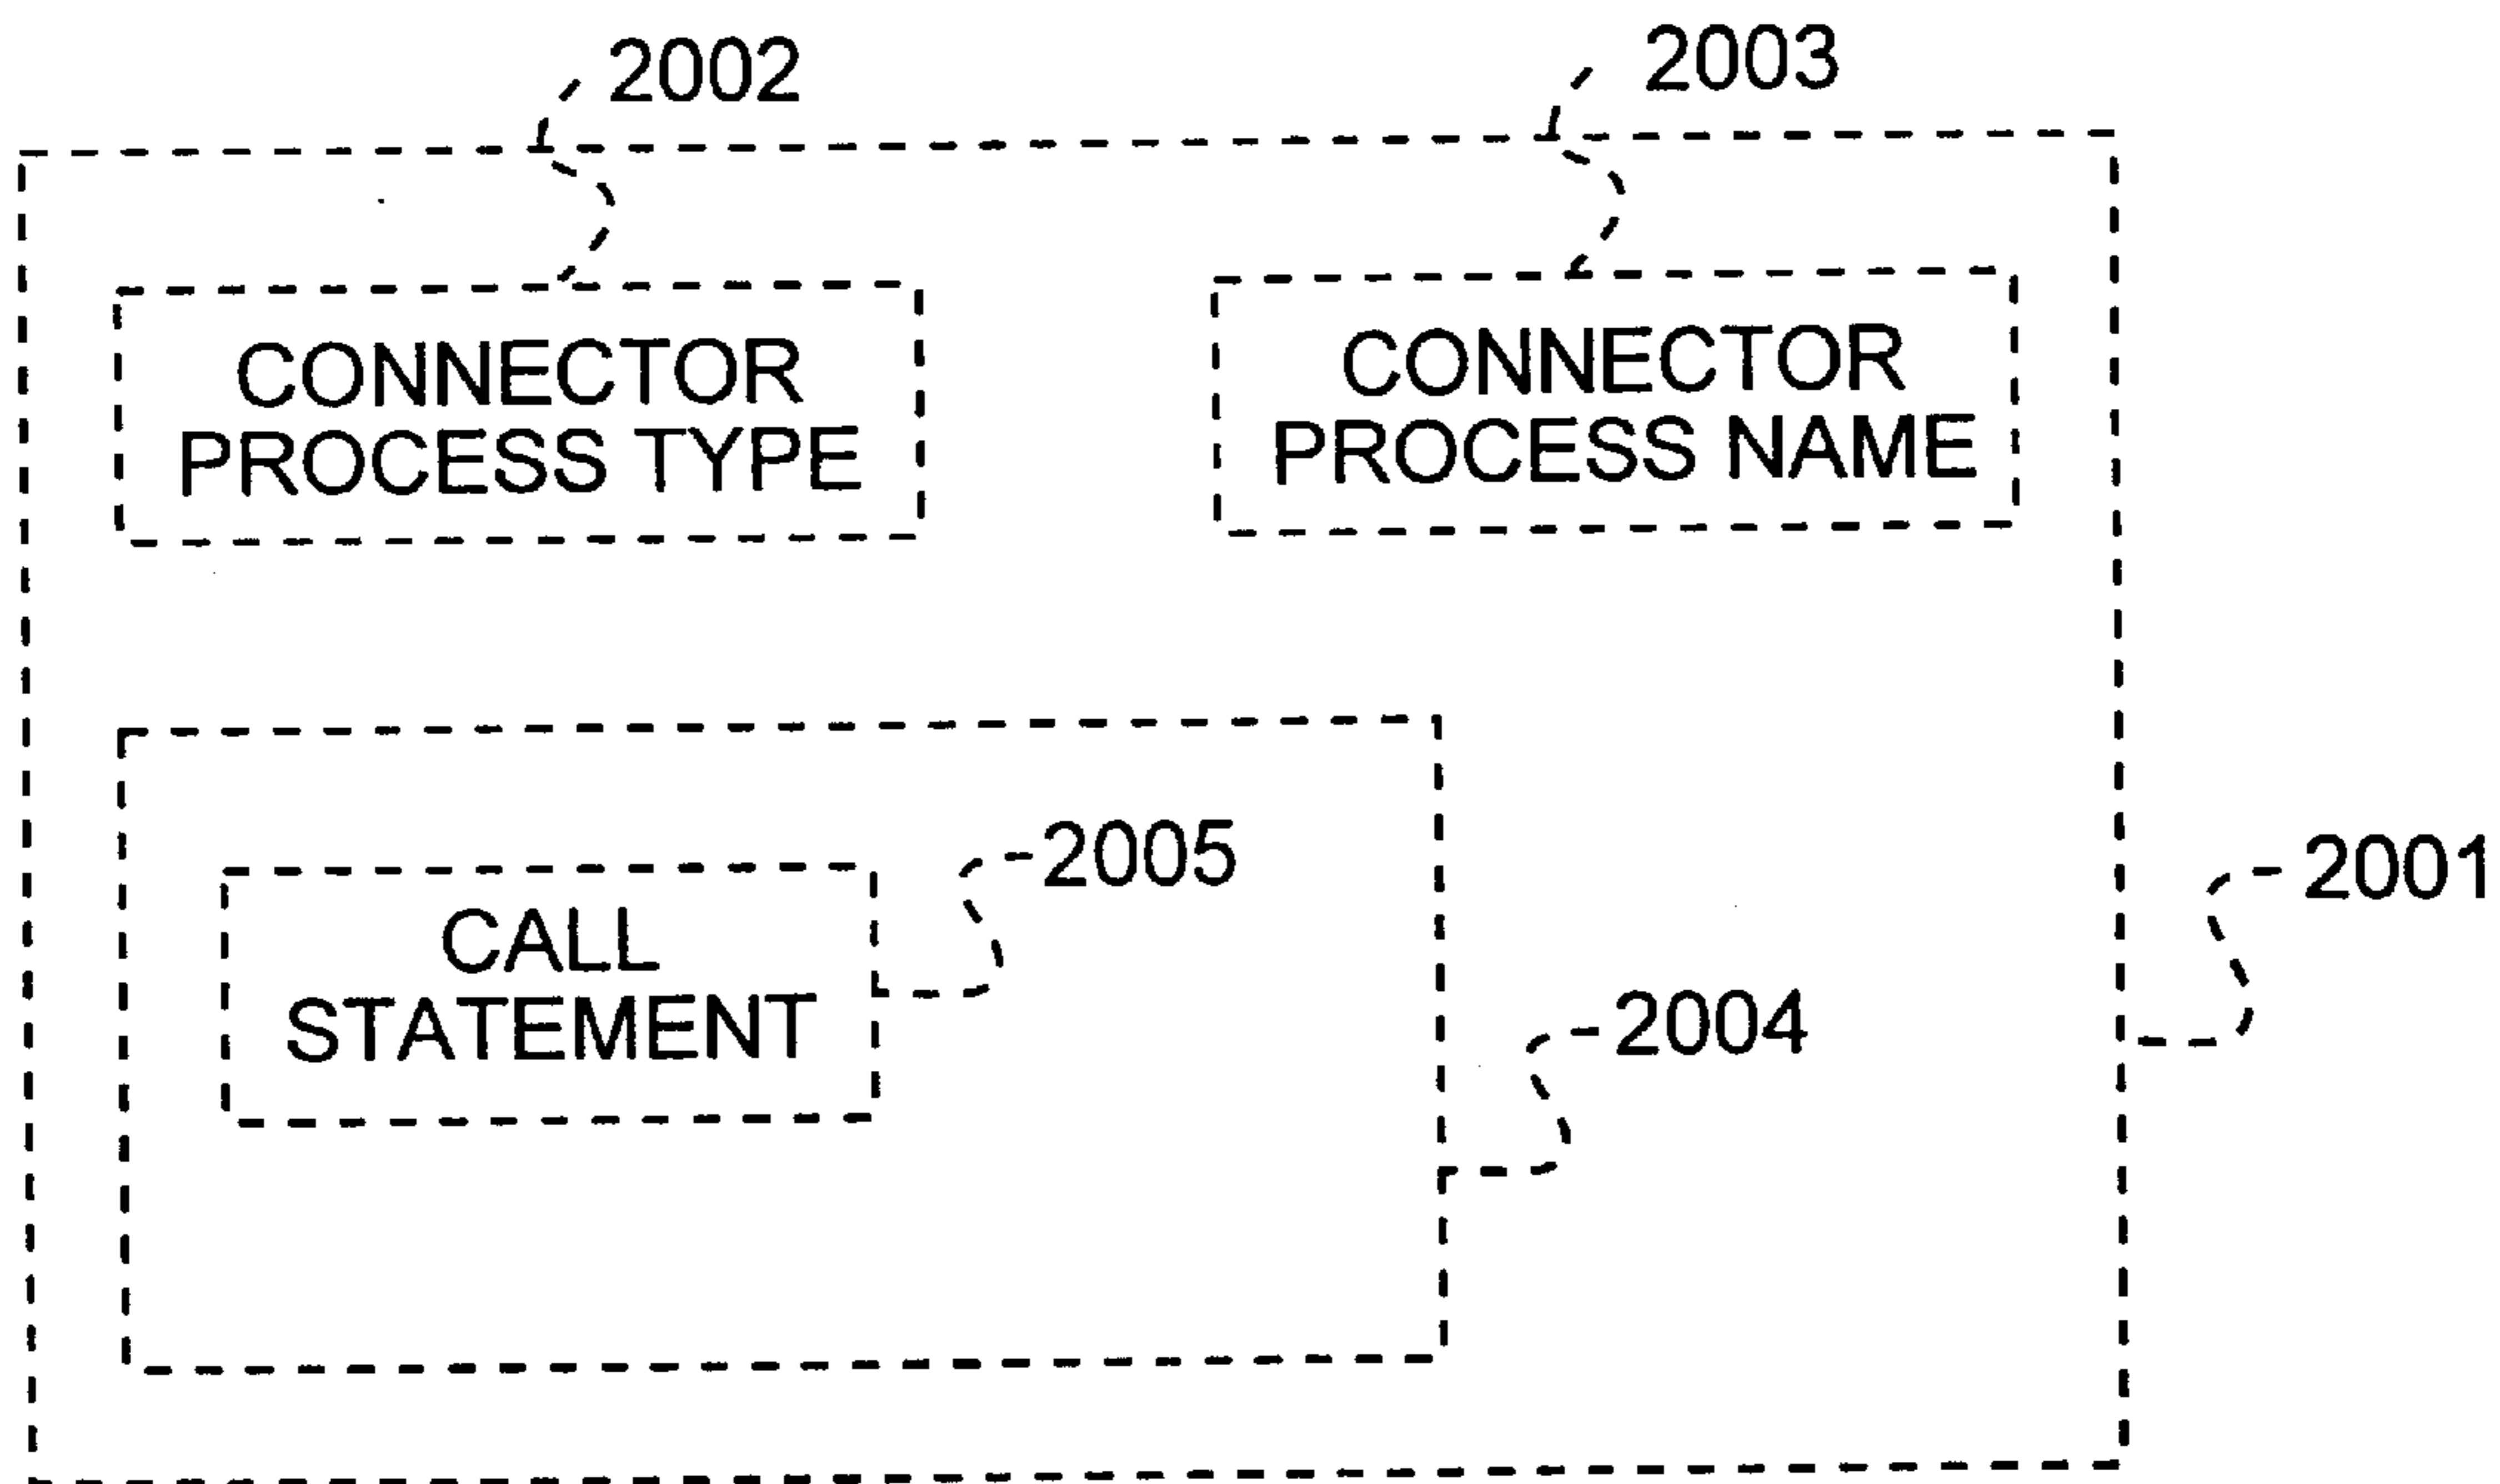 2002
2003
CONNECTOR
PROCESS TYPE
CONNECTOR
PROCESS NAME
2005
CALL
STATEMENT
2001
2004